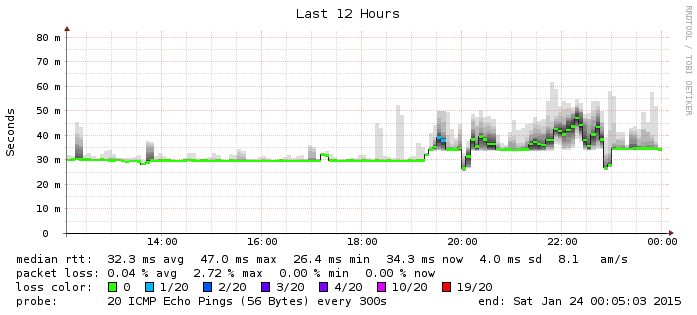 Last 12 Hours
RRDTOOL / TOBI OETIKER
Seconds
80 m
70 m
60 m
50 m
40 m
30 m
20 m
10 m
0
14:00 16:00 18:00 20:00 22:00 00:00
median rtt: 32.3 ms avg 47.0 ms max 26.4 ms min 34.3 ms now 4.0 ms sd 8.1 am/s
packet loss: 0.04 % avg 2.72 % max 0.00 % min 0.00 % now
loss color: 0 1/20 2/20 3/20 4/20 10/20 19/20
probe: 20 ICMP Echo Pings (56 Bytes) every 300s end: Sat Jan 24 00:05:03 2015